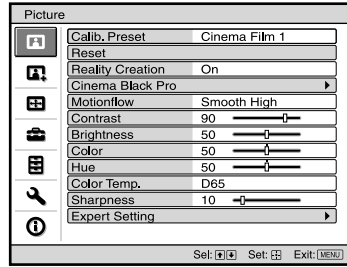 Picture
Calib. Preset Cinema Film 1
Reset
Reality Creation On
Cinema Black Pro
Motionflow Smooth High
Contrast 90
Brightness 50
Color 50
Hue 50
Color Temp. D65
Sharpness 10
Expert Setting
Sel: Set: Exit: MENU